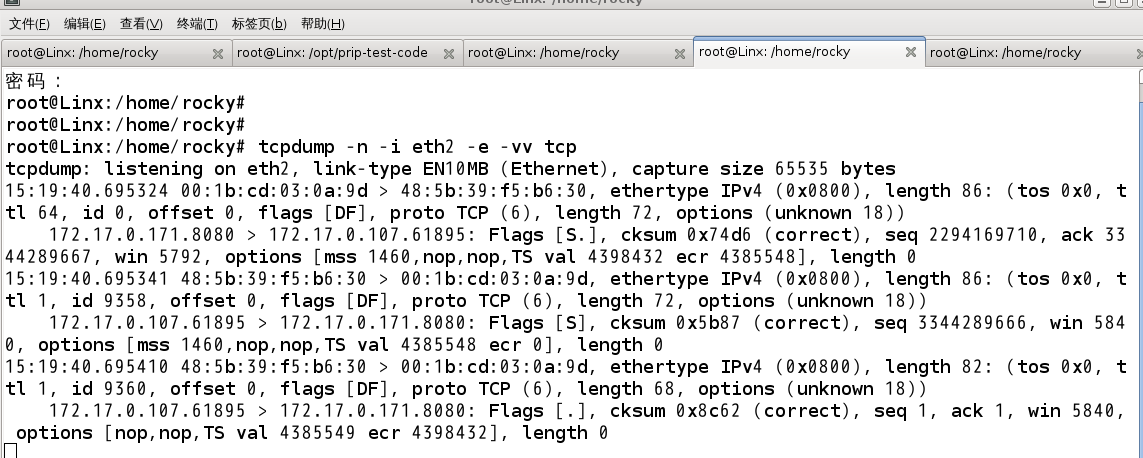 root@Linx: /home/rocky
文件(F) 编辑(E) 查看(V) 终端(T) 标签页(b) 帮助(H)
root@Linx: /home/rocky root@Linx: /opt/prip-test-code root@Linx: /home/rocky root@Linx: /home/rocky root@Linx: /home/rocky
密码：
root@Linx:/home/rocky#
root@Linx:/home/rocky#
root@Linx:/home/rocky# tcpdump -n -i eth2 -e -vv tcp
tcpdump: listening on eth2, link-type EN10MB (Ethernet), capture size 65535 bytes
15:19:40.695324 00:1b:cd:03:0a:9d > 48:5b:39:f5:b6:30, ethertype IPv4 (0x0800), length 86: (tos 0x0, t
tl 64, id 0, offset 0, flags [DF], proto TCP (6), length 72, options (unknown 18))
    172.17.0.171.8080 > 172.17.0.107.61895: Flags [S.], cksum 0x74d6 (correct), seq 2294169710, ack 33
44289667, win 5792, options [mss 1460,nop,nop,TS val 4398432 ecr 4385548], length 0
15:19:40.695341 48:5b:39:f5:b6:30 > 00:1b:cd:03:0a:9d, ethertype IPv4 (0x0800), length 86: (tos 0x0, t
tl 1, id 9358, offset 0, flags [DF], proto TCP (6), length 72, options (unknown 18))
    172.17.0.107.61895 > 172.17.0.171.8080: Flags [S], cksum 0x5b87 (correct), seq 3344289666, win 584
0, options [mss 1460,nop,nop,TS val 4385548 ecr 0], length 0
15:19:40.695410 48:5b:39:f5:b6:30 > 00:1b:cd:03:0a:9d, ethertype IPv4 (0x0800), length 82: (tos 0x0, t
tl 1, id 9360, offset 0, flags [DF], proto TCP (6), length 68, options (unknown 18))
    172.17.0.107.61895 > 172.17.0.171.8080: Flags [.], cksum 0x8c62 (correct), seq 1, ack 1, win 5840,
 options [nop,nop,TS val 4385549 ecr 4398432], length 0